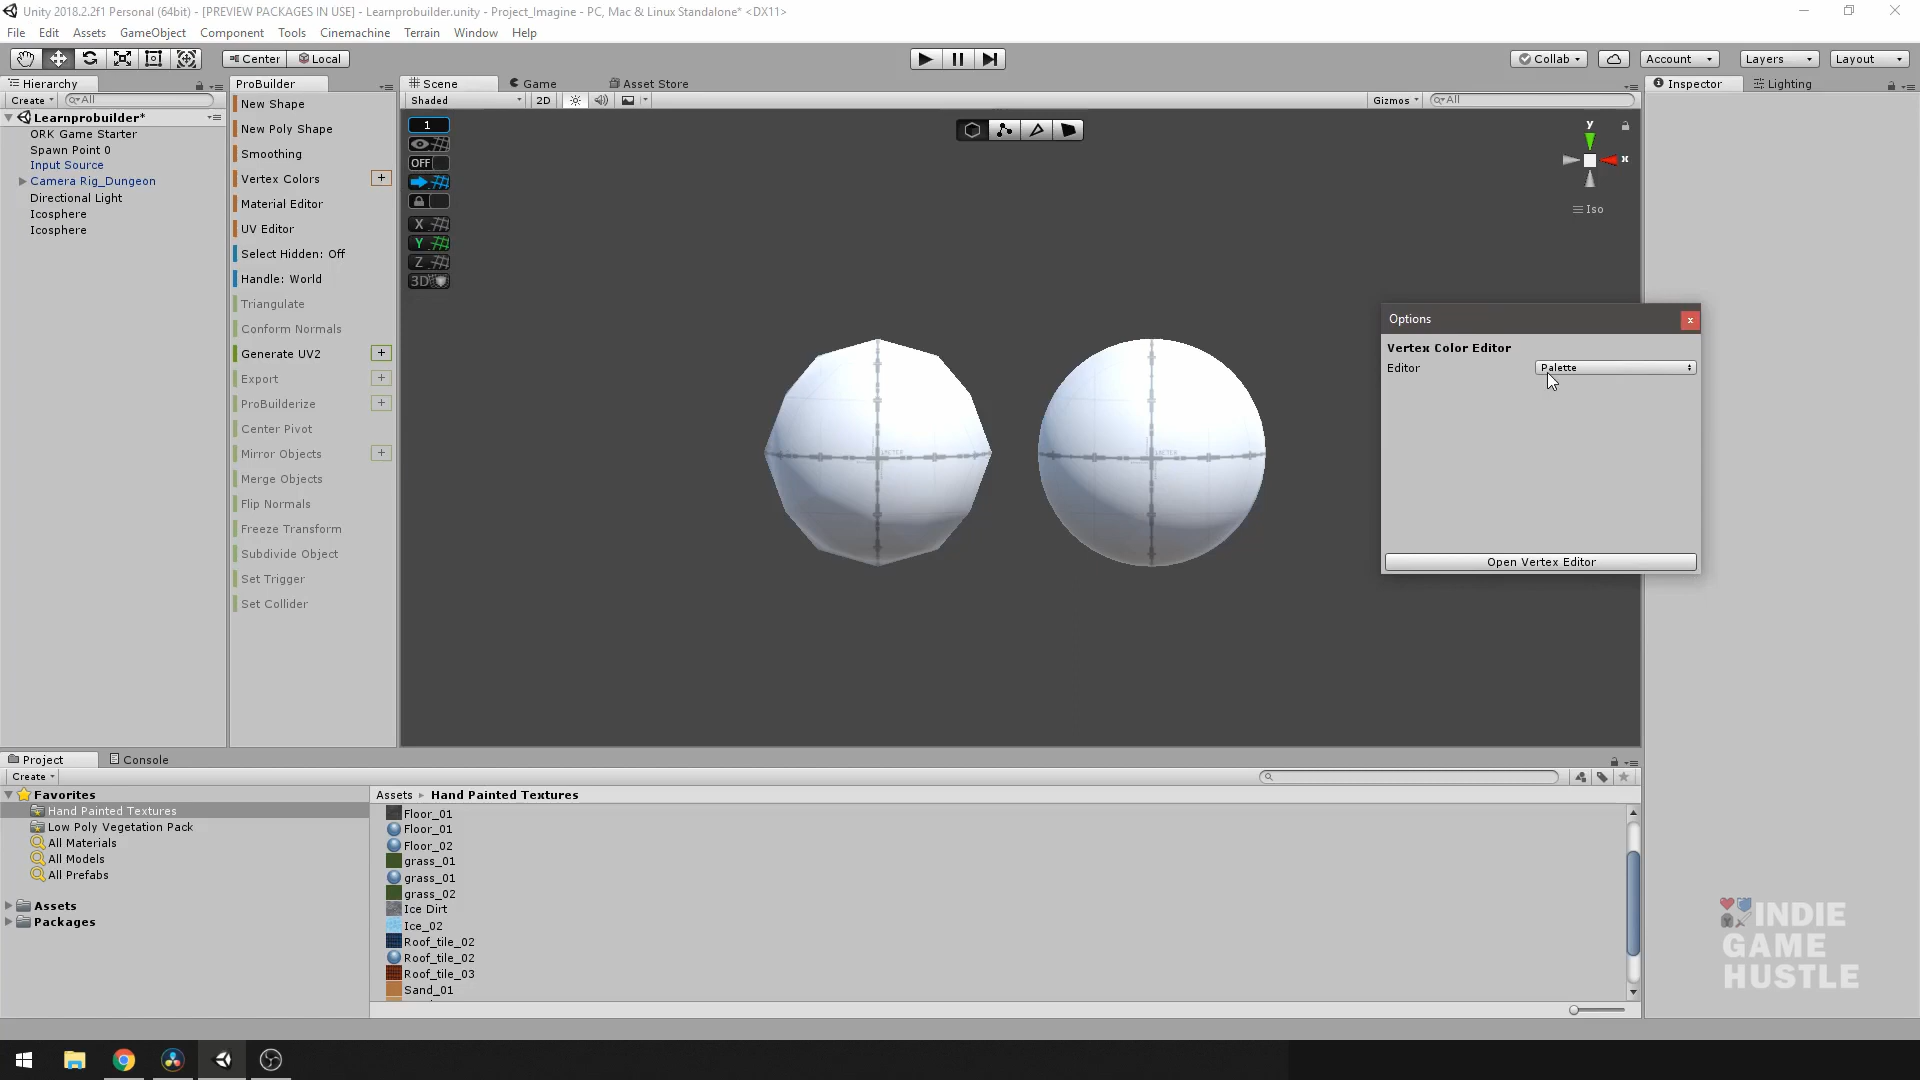 Unity 2018.2.2f1 Personal (64bit) - [PREVIEW PACKAGES IN USE] - Learnprobuilder.unity - Project_Imagine - PC, Mac & Linux Standalone* <DX11>
File Edit Assets GameObject Component Tools Cinemachine Terrain Window Help
Center Local Collab Account Layers Layout
Hierarchy ProBuilder Scene Game Asset Store Inspector Lighting
Create All
Shaded 2D Gizmos All
Learnprobuilder*
ORK Game Starter
Spawn Point 0
Input Source
Camera Rig_Dungeon
Directional Light
Icosphere
Icosphere
New Shape
New Poly Shape
Smoothing
Vertex Colors +
Material Editor
UV Editor
Select Hidden: Off
Handle: World
Triangulate
Conform Normals
Generate UV2 +
Export +
ProBuilderize +
Center Pivot
Mirror Objects +
Merge Objects
Flip Normals
Freeze Transform
Subdivide Object
Set Trigger
Set Collider
1
OFF
X
Y
Z
3D
y
x
Iso
METER
METER
Options x
Vertex Color Editor
Editor Palette
Open Vertex Editor
Project Console
Create
Favorites
Hand Painted Textures
Low Poly Vegetation Pack
All Materials
All Models
All Prefabs
Assets
Packages
Assets Hand Painted Textures
Floor_01
Floor_01
Floor_02
grass_01
grass_01
grass_02
Ice Dirt
Ice_02
Roof_tile_02
Roof_tile_02
Roof_tile_03
Sand_01
INDIE
GAME
HUSTLE